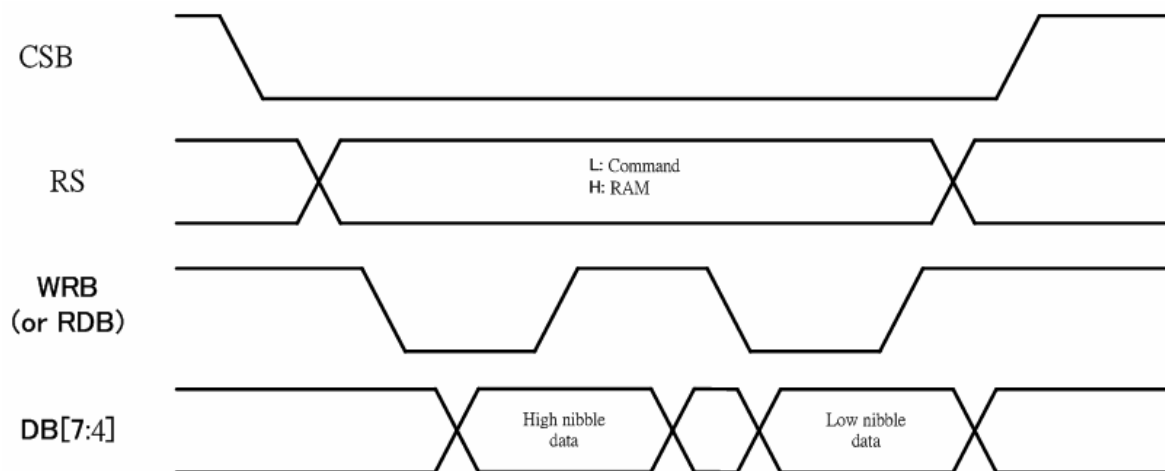 CSB
RS
L: Command
H: RAM
WRB
(or RDB)
DB[7:4]
High nibble
data
Low nibble
data